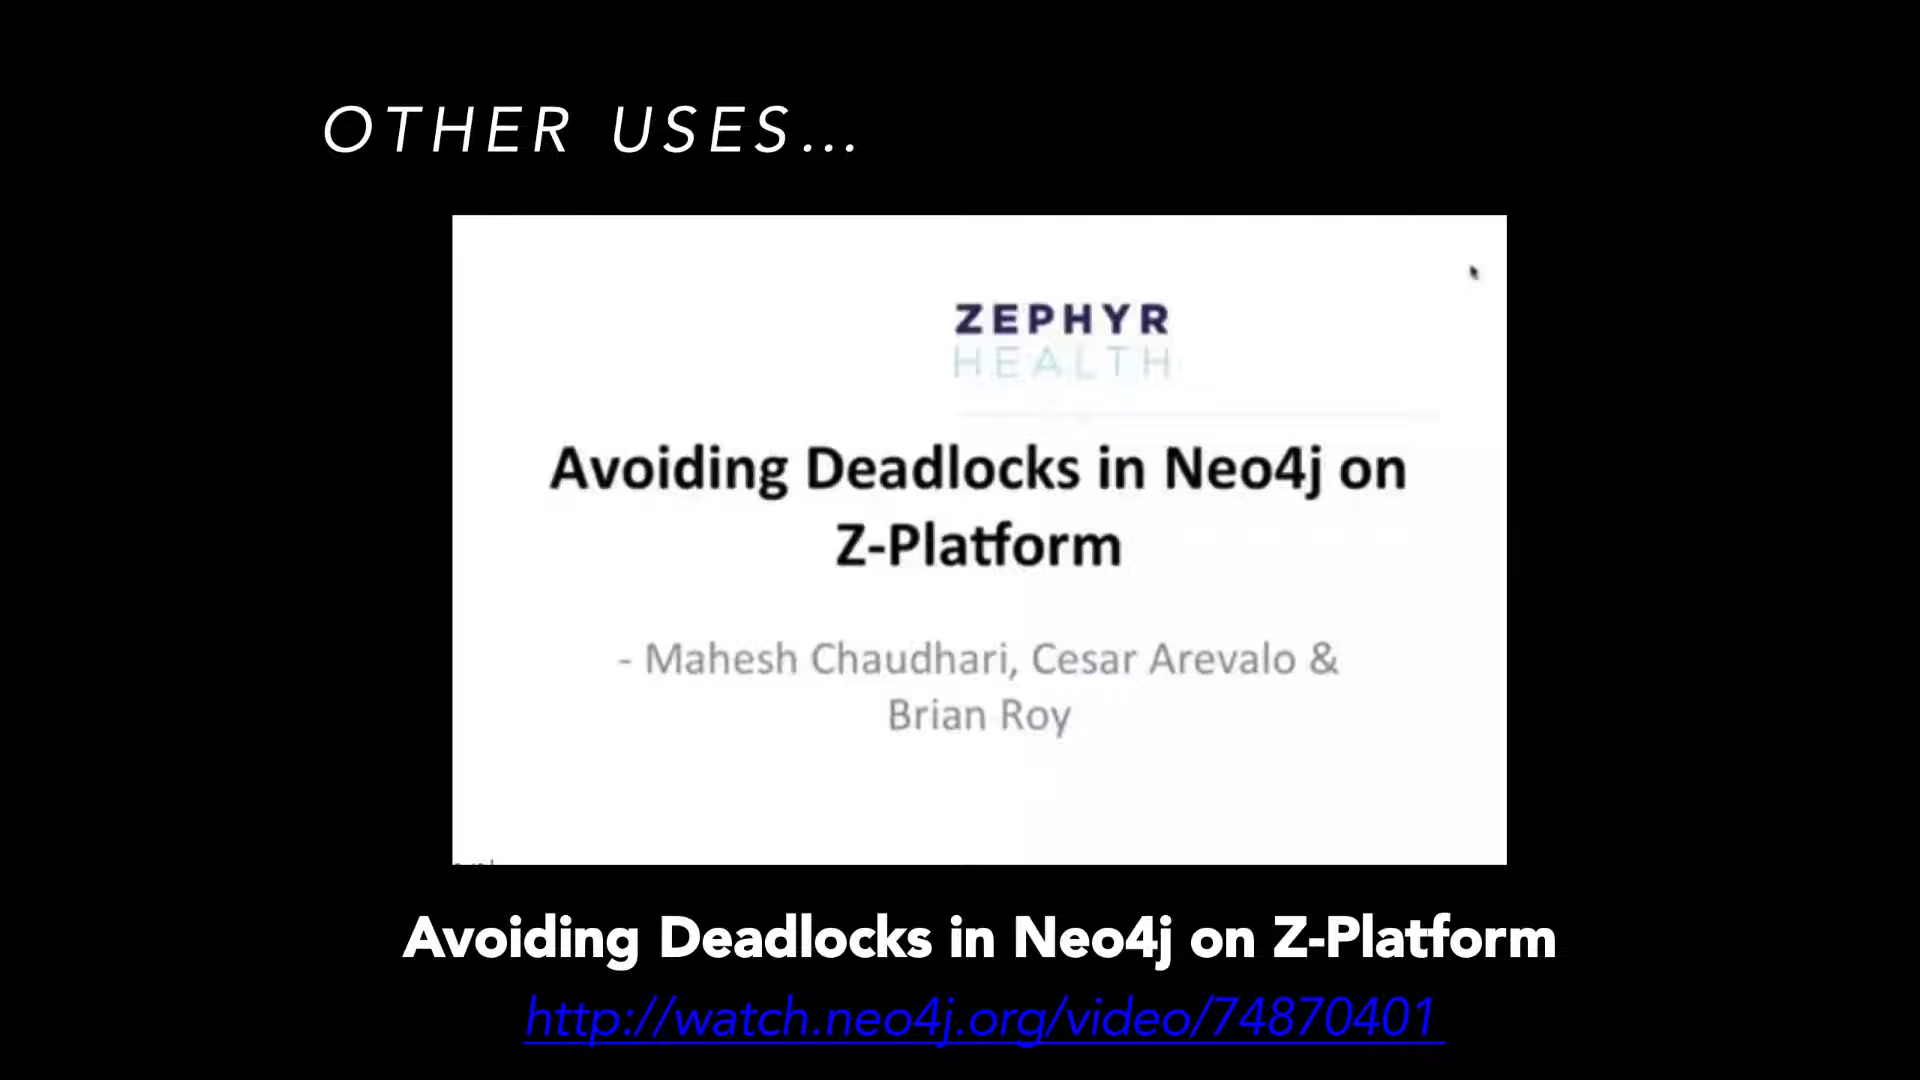 OTHER USES...
ZEPHYR
HEALTH
Avoiding Deadlocks in Neo4j on
Z-Platform
- Mahesh Chaudhari, Cesar Arevalo &
Brian Roy
Avoiding Deadlocks in Neo4j on Z-Platform
http://watch.neo4j.org/video/74870401